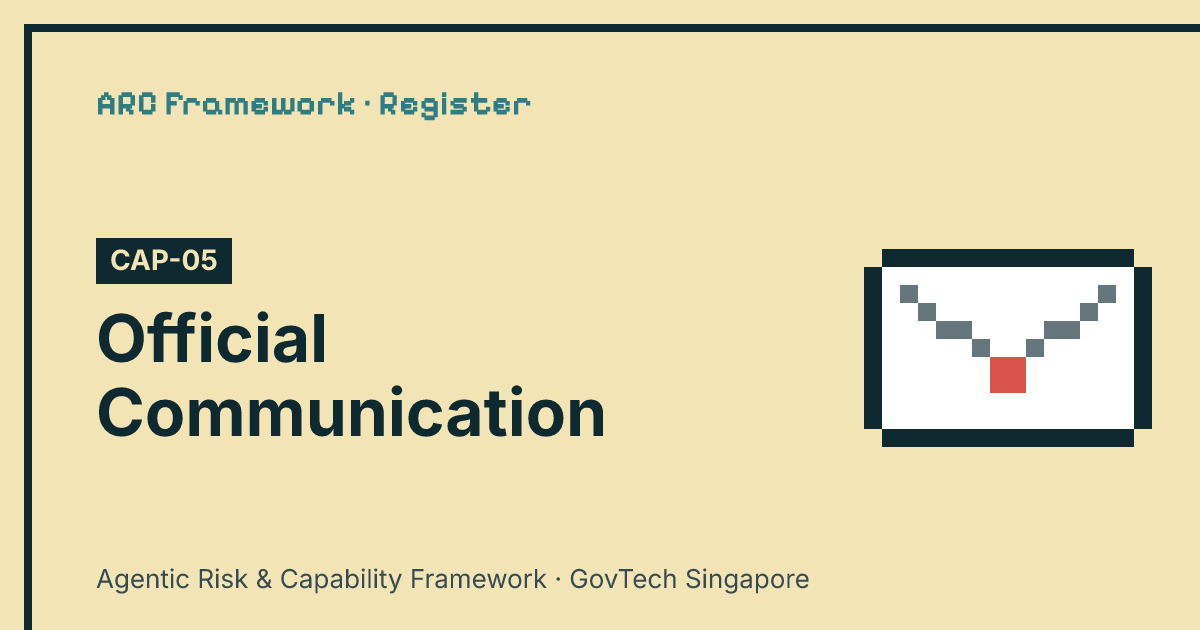 ARC Framework · Register
CAP-05
Official
Communication
Agentic Risk & Capability Framework · GovTech Singapore